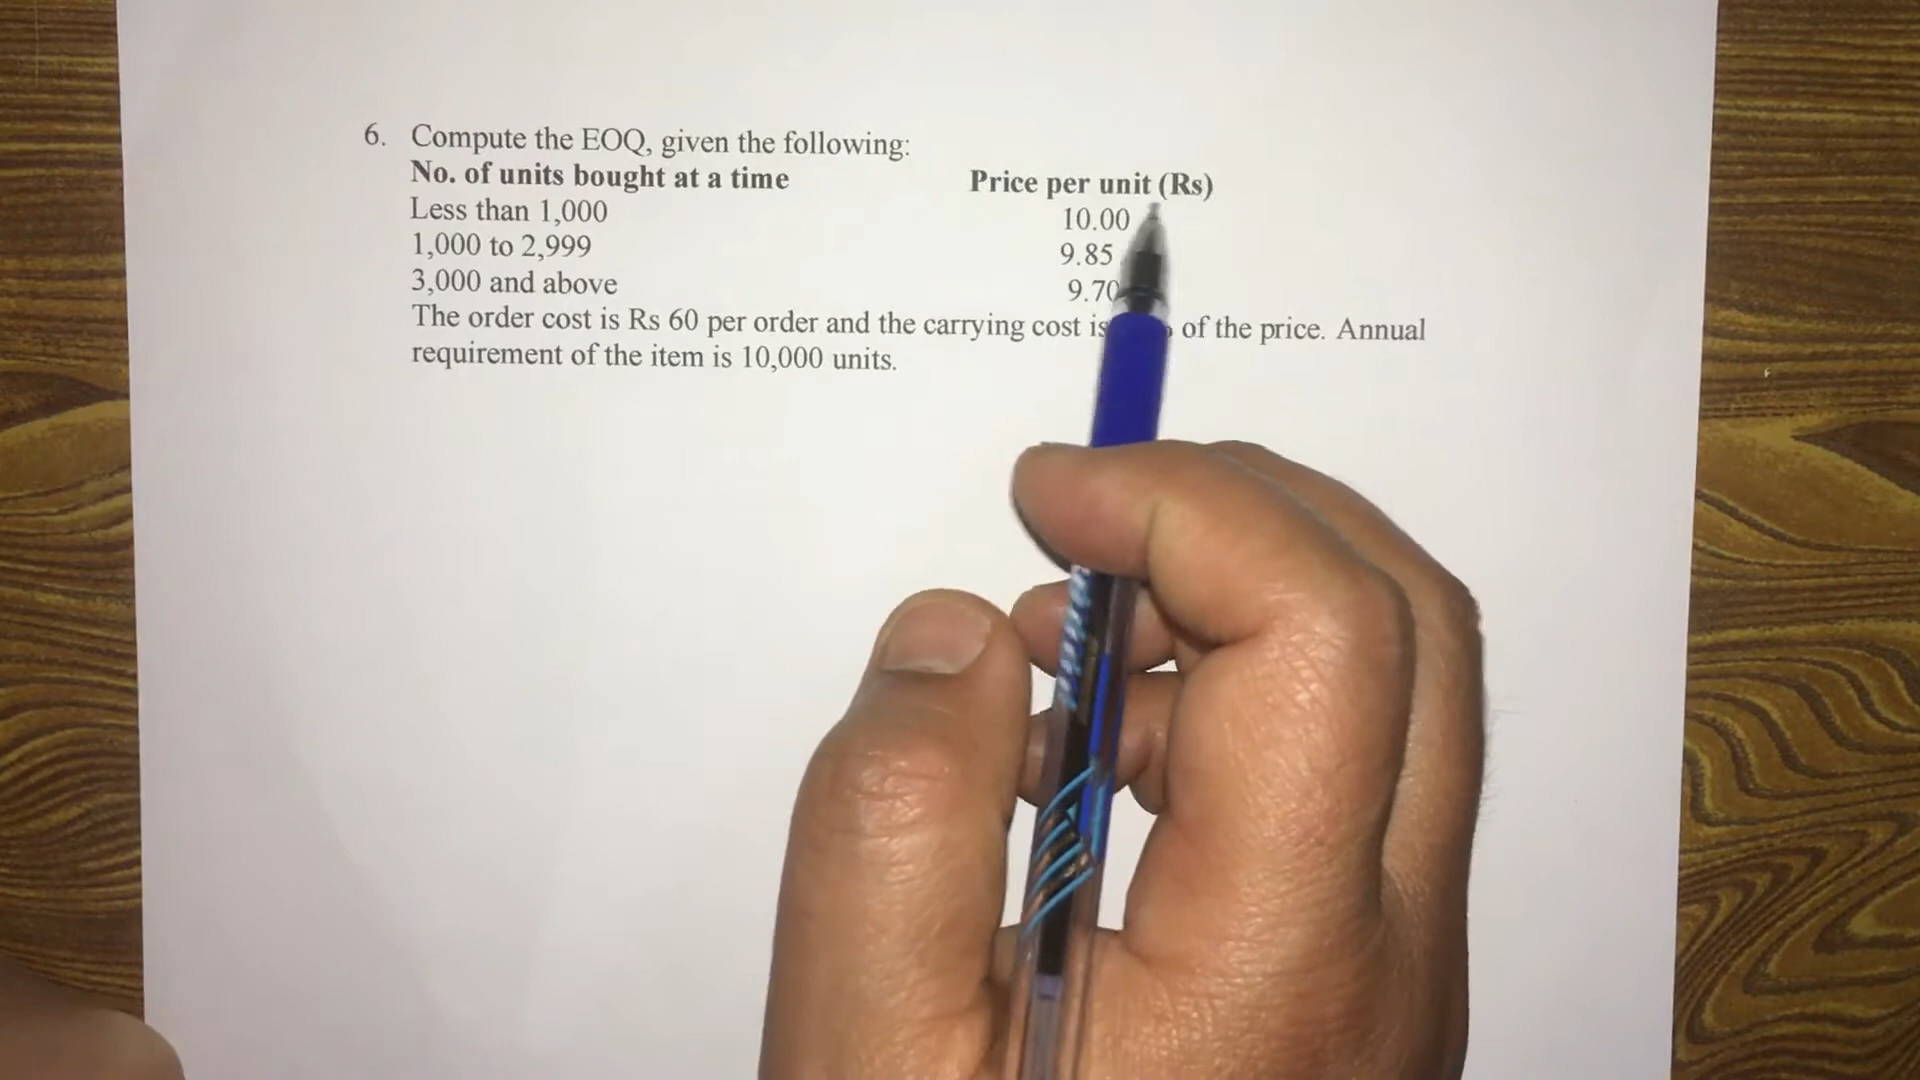 6. Compute the EOQ, given the following:
No. of units bought at a time Price per unit (Rs)
Less than 1,000 10.00
1,000 to 2,999 9.85
3,000 and above 9.70
The order cost is Rs 60 per order and the carrying cost is of the price. Annual
requirement of the item is 10,000 units.